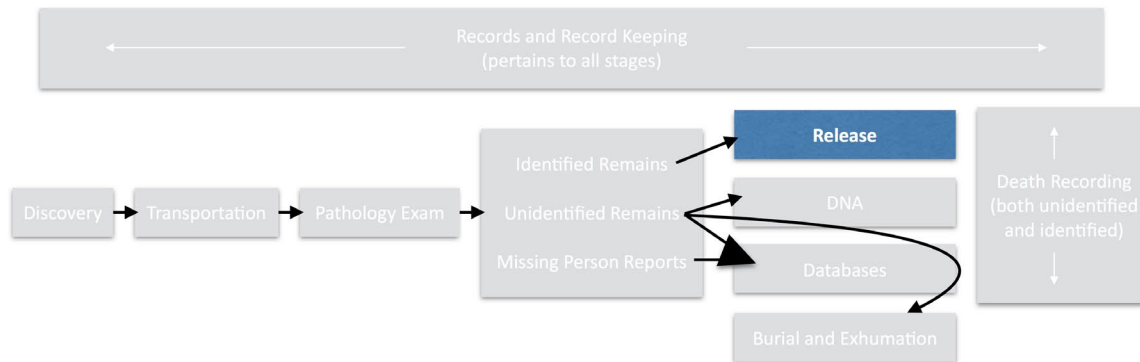 Records and Record Keeping
(pertains to all stages)
Release
Identified Remains
Death Recording
(both unidentified
and identified)
Discovery
Transportation
Pathology Exam
Unidentified Remains
DNA
Missing Person Reports
Databases
Burial and Exhumation